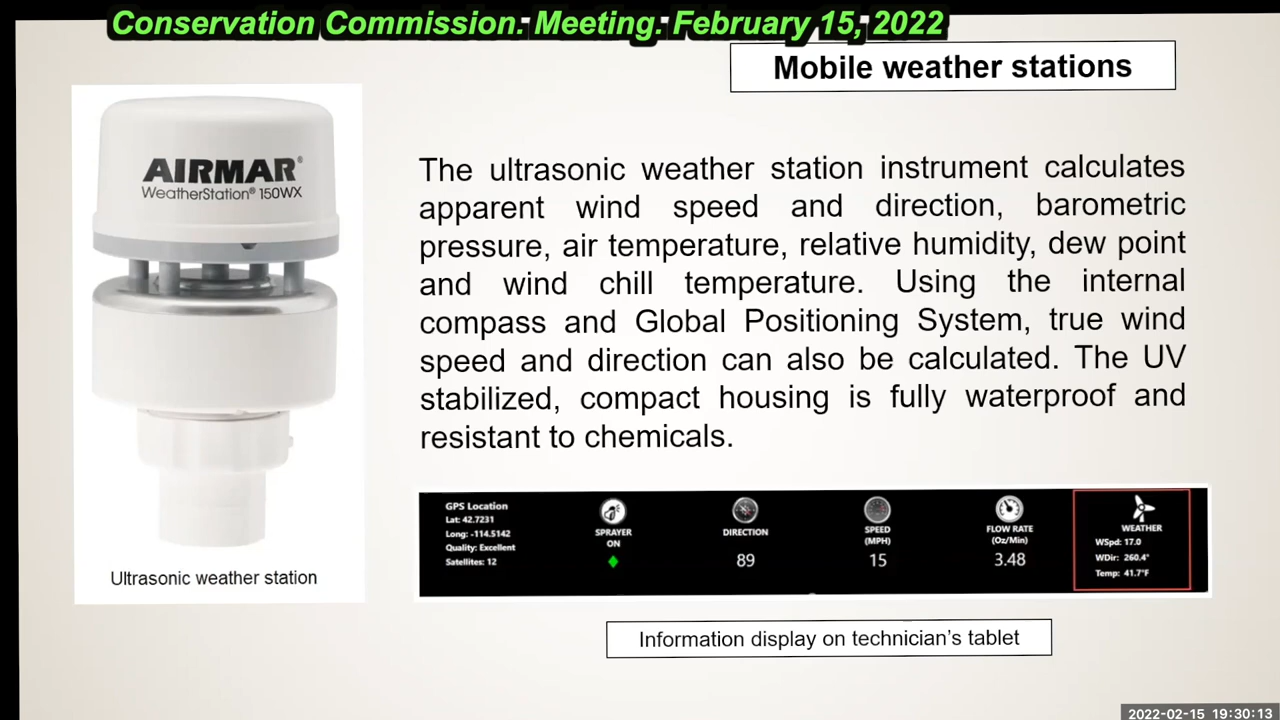 Conservation Commission. Meeting. February 15, 2022
Mobile weather stations
AIRMAR®
WeatherStation® 150WX
Ultrasonic weather station
The ultrasonic weather station instrument calculates
apparent wind speed and direction, barometric
pressure, air temperature, relative humidity, dew point
and wind chill temperature. Using the internal
compass and Global Positioning System, true wind
speed and direction can also be calculated. The UV
stabilized, compact housing is fully waterproof and
resistant to chemicals.
GPS Location
Lat: 42.7231
Long: -114.5142
Quality: Excellent
Satellites: 12
SPRAYER
ON
DIRECTION
89
SPEED
(MPH)
15
FLOW RATE
(Oz/Min)
3.48
WEATHER
WSpd: 17.0
WDir: 260.4°
Temp: 41.7°F
Information display on technician's tablet
2022-02-15 19:30:13